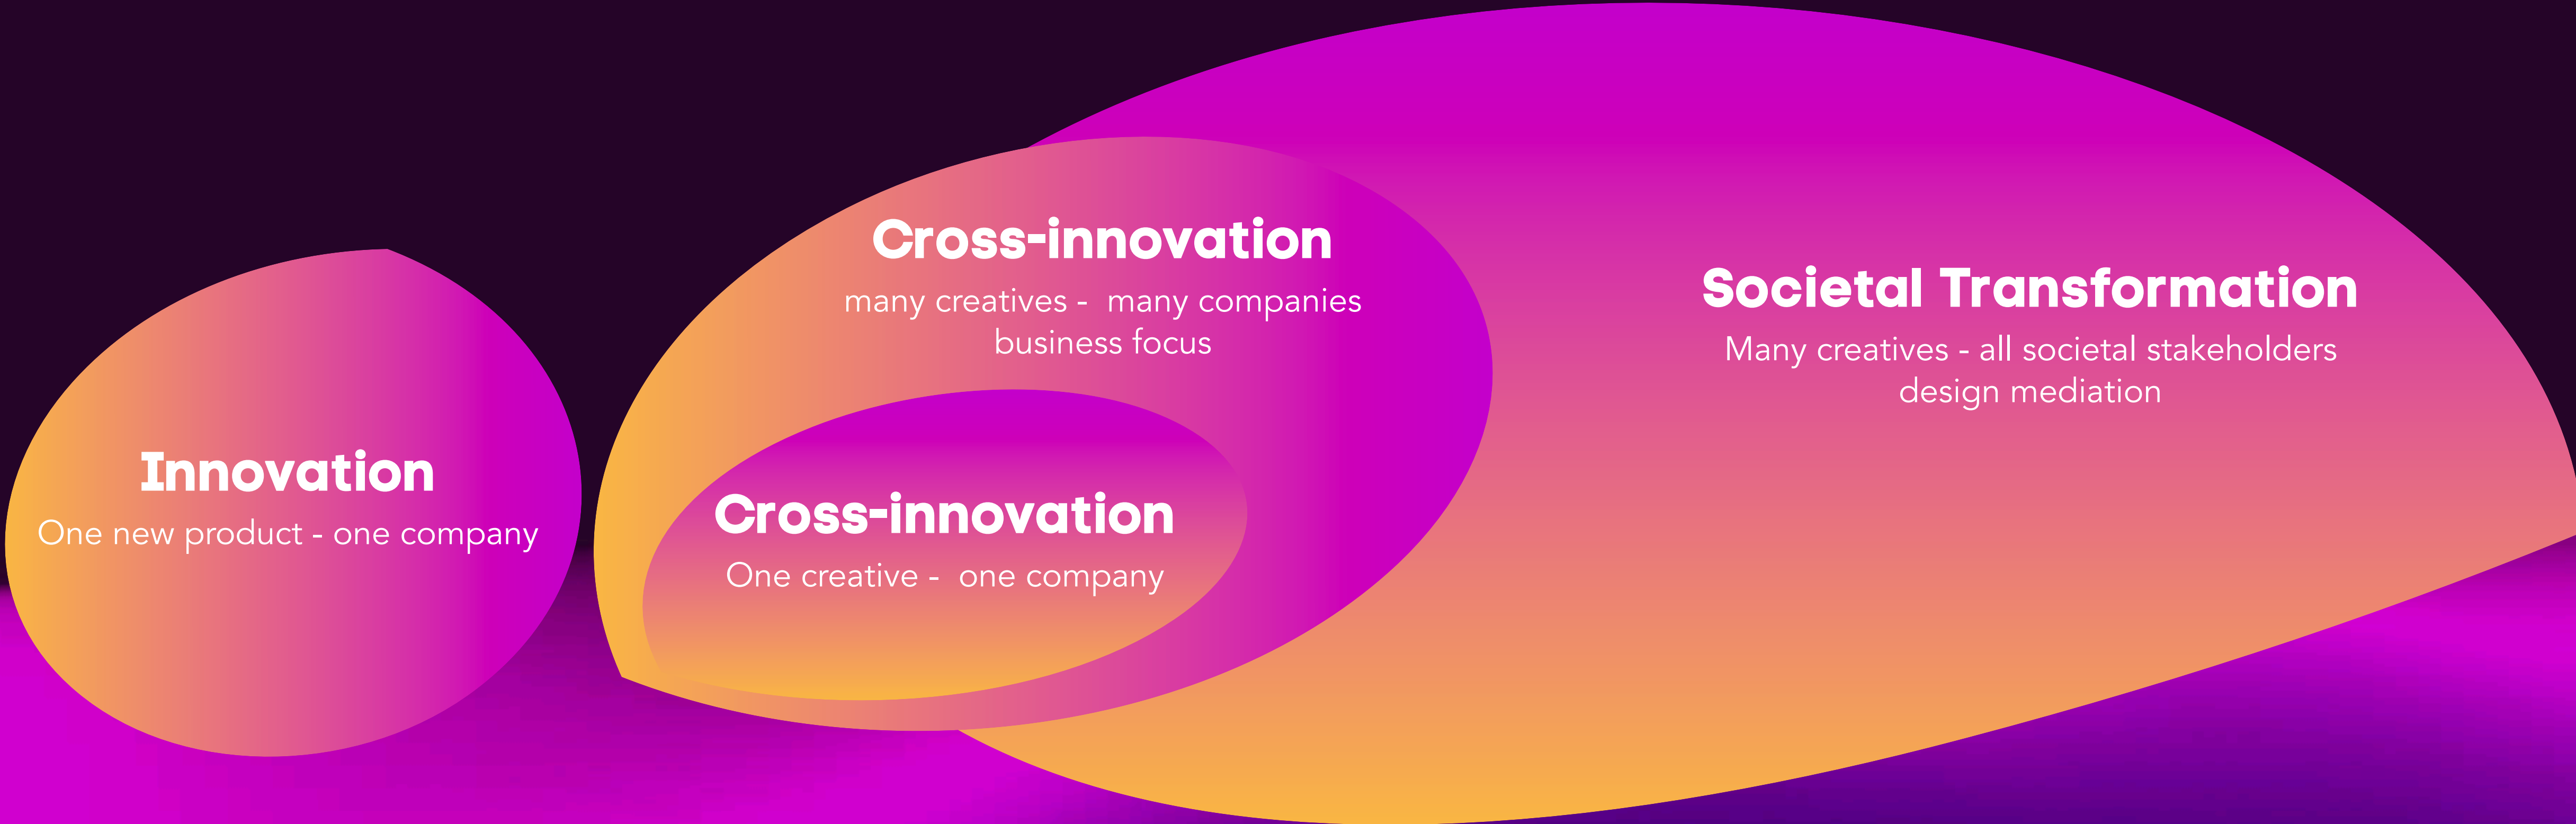 Innovation
One new product - one company
Cross-innovation
many creatives -  many companies
business focus
Cross-innovation
One creative -  one company
Societal Transformation
Many creatives - all societal stakeholders
design mediation